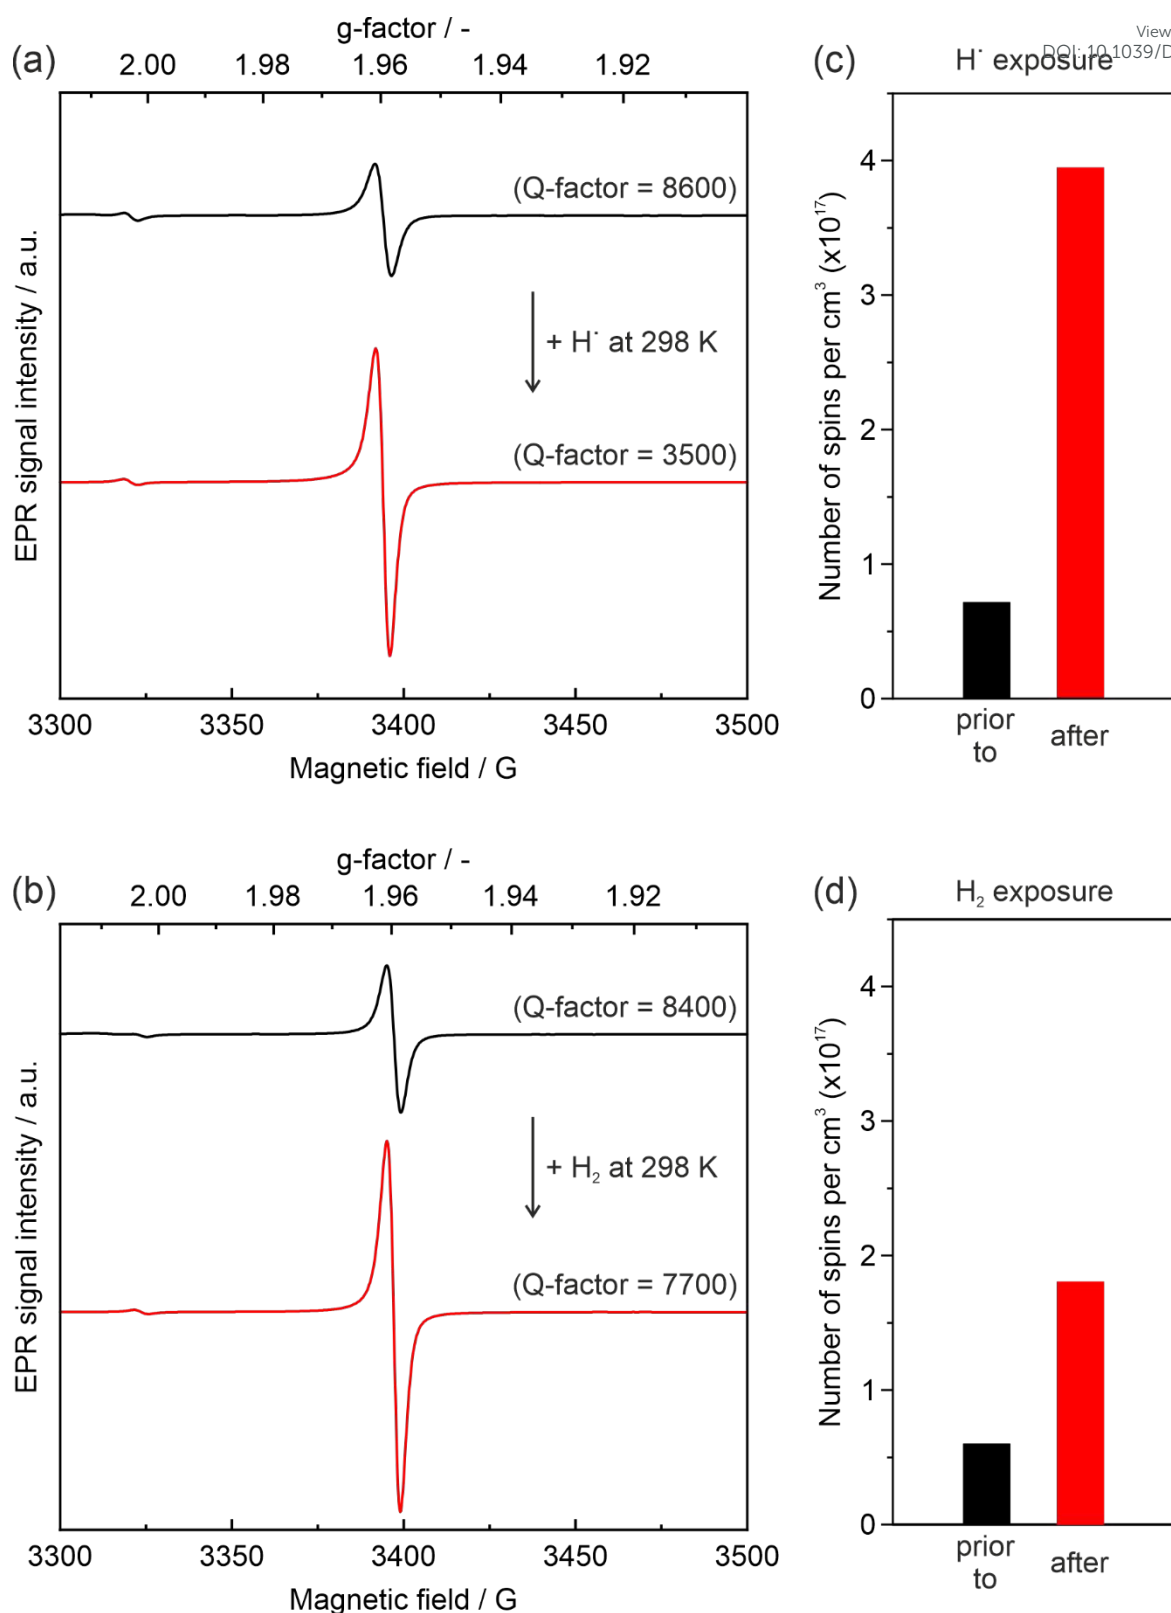 View
DOI: 10.1039/D
(a)
g-factor / -
2.00 1.98 1.96 1.94 1.92
(Q-factor = 8600)
+ H˙ at 298 K
(Q-factor = 3500)
EPR signal intensity / a.u.
3300 3350 3400 3450 3500
Magnetic field / G
(c)
H˙ exposure
Number of spins per cm³ (x10¹⁷)
4
3
2
1
0
prior to
after
(b)
g-factor / -
2.00 1.98 1.96 1.94 1.92
(Q-factor = 8400)
+ H₂ at 298 K
(Q-factor = 7700)
EPR signal intensity / a.u.
3300 3350 3400 3450 3500
Magnetic field / G
(d)
H₂ exposure
Number of spins per cm³ (x10¹⁷)
4
3
2
1
0
prior to
after